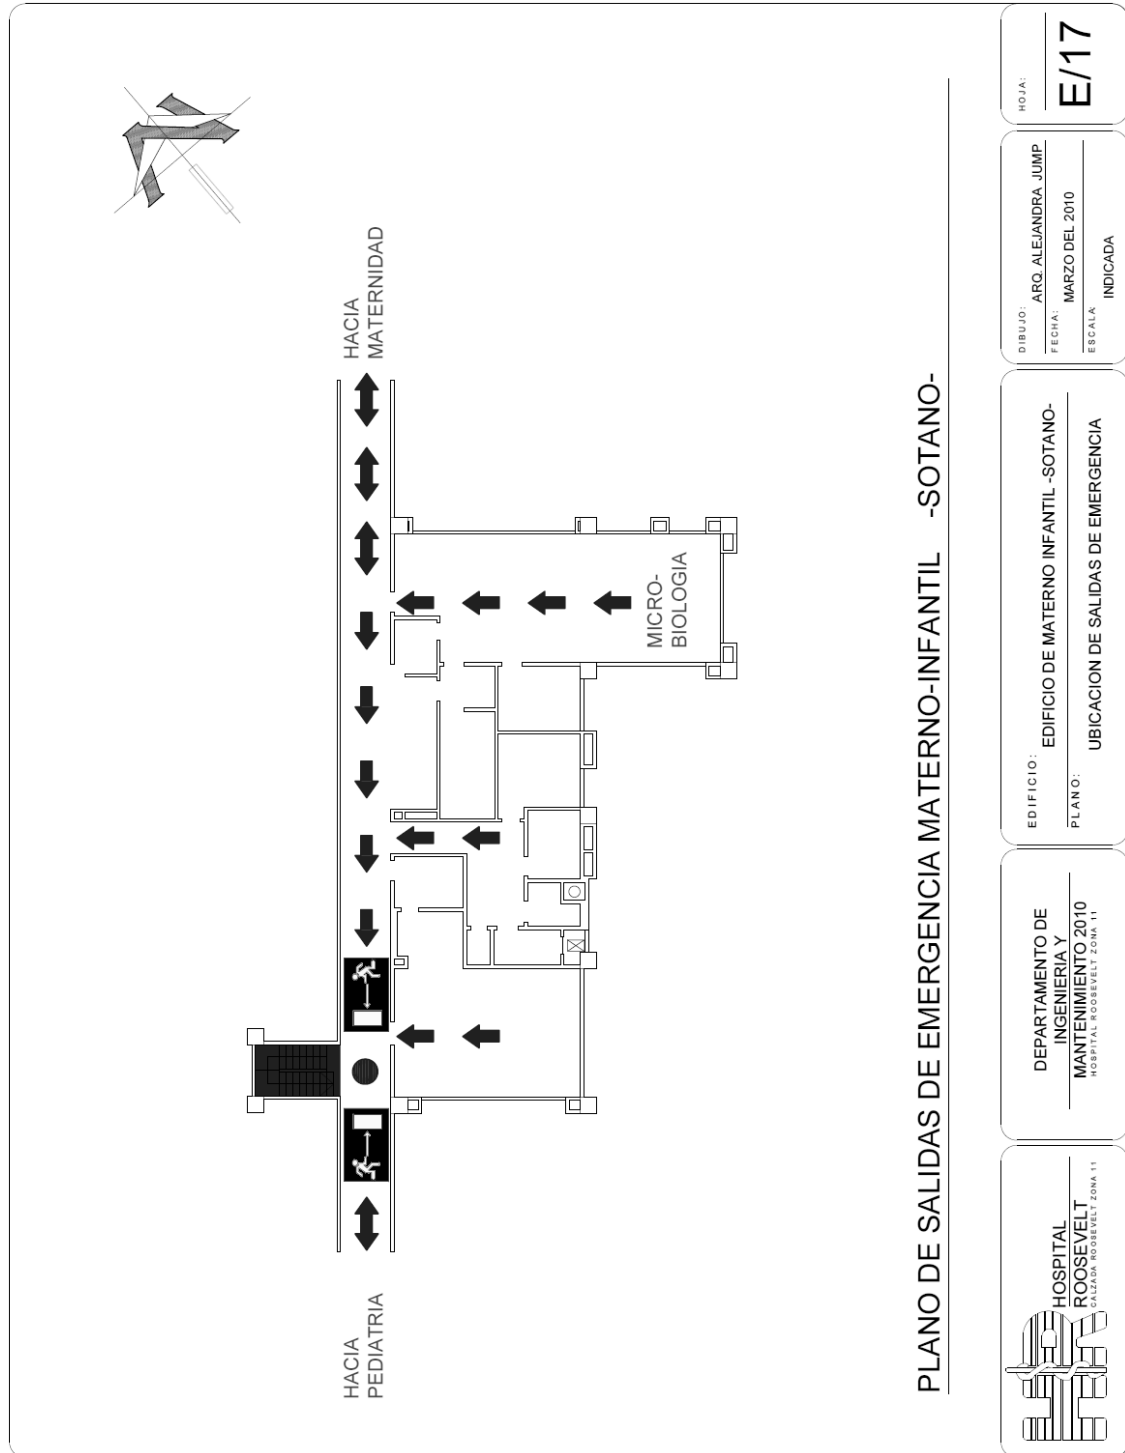 HACIA
PEDIATRIA
HACIA
MATERNIDAD
MICRO-
BIOLOGIA
PLANO DE SALIDAS DE EMERGENCIA MATERNO-INFANTIL -SOTANO-
HOSPITAL
ROOSEVELT
CALZADA ROOSEVELT ZONA 11
DEPARTAMENTO DE
INGENIERIA Y
MANTENIMIENTO 2010
HOSPITAL ROOSEVELT ZONA 11
EDIFICIO:
EDIFICIO DE MATERNO INFANTIL -SOTANO-
PLANO:
UBICACION DE SALIDAS DE EMERGENCIA
DIBUJO:
ARQ. ALEJANDRA JUMP
FECHA:
MARZO DEL 2010
ESCALA:
INDICADA
HOJA:
E/17
HR